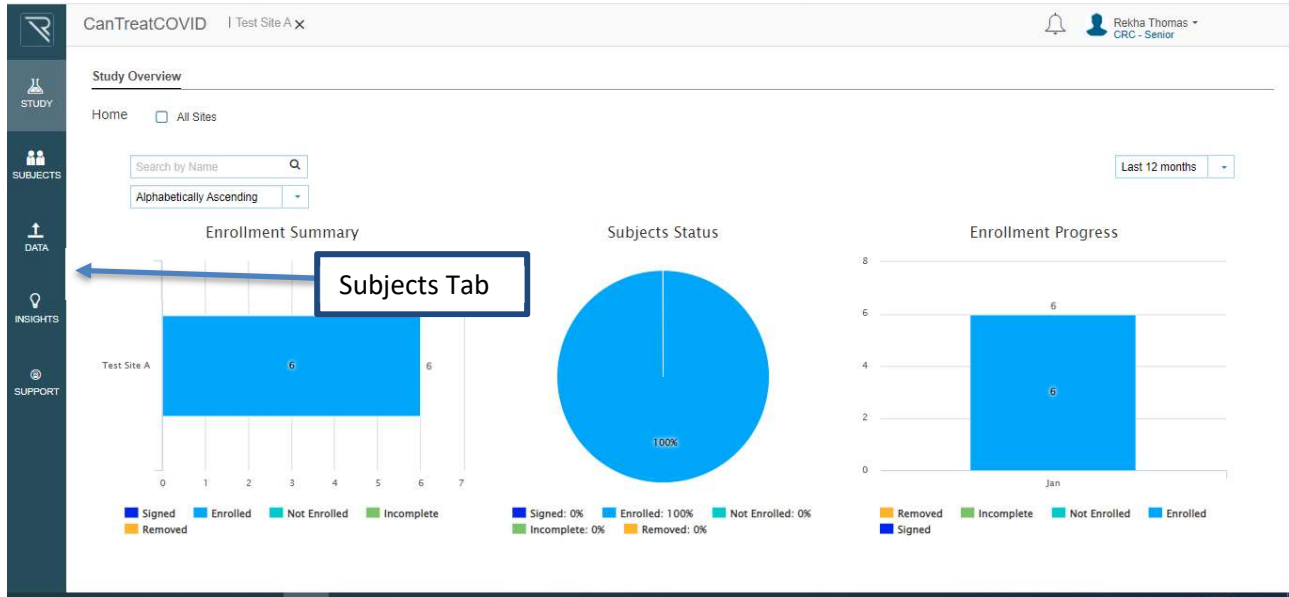 CanTreatCOVID | Test Site A ×
Rekha Thomas
CRC - Senior
STUDY
SUBJECTS
DATA
INSIGHTS
SUPPORT
Study Overview
Home All Sites
Search by Name
Last 12 months
Alphabetically Ascending
Enrollment Summary
Test Site A
6
6
0 1 2 3 4 5 6 7
Signed Enrolled Not Enrolled Incomplete
Removed
Subjects Tab
Subjects Status
100%
Signed: 0% Enrolled: 100% Not Enrolled: 0%
Incomplete: 0% Removed: 0%
Enrollment Progress
8
6
4
2
0
6
6
Jan
Removed Incomplete Not Enrolled Enrolled
Signed